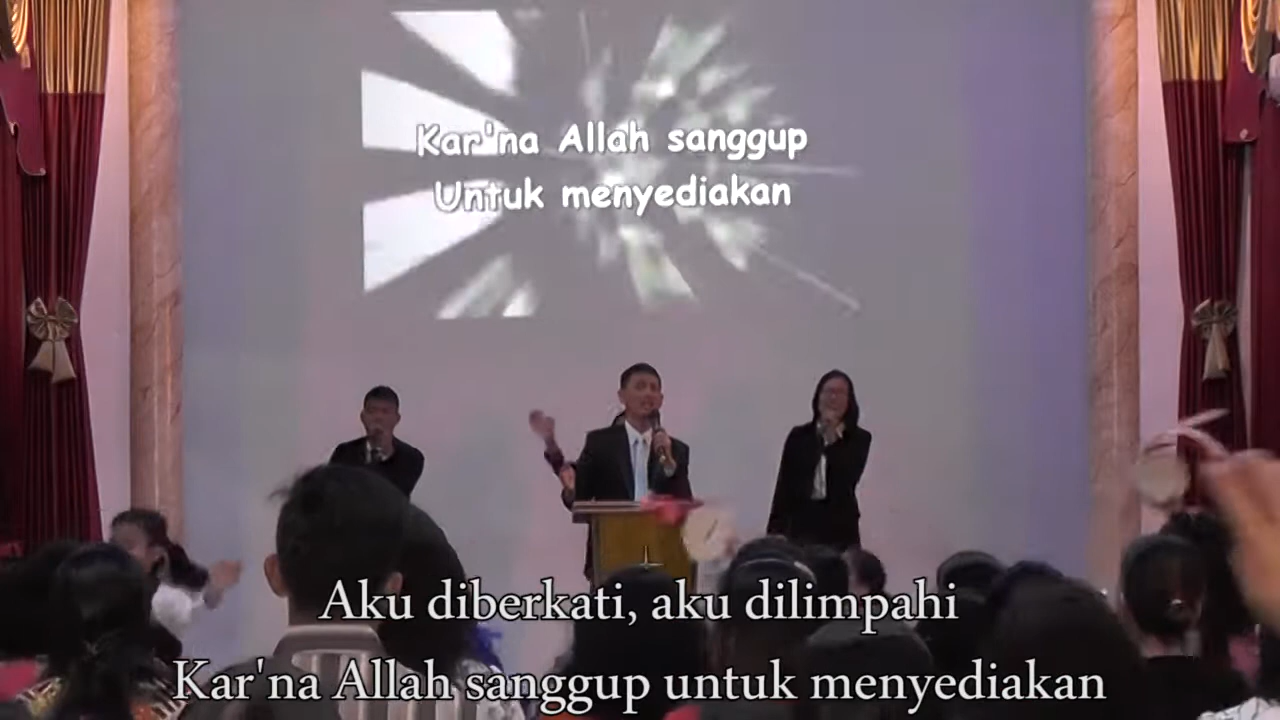 Kar'na Allah sanggup
Untuk menyediakan
Aku diberkati, aku dilimpahi
Kar'na Allah sanggup untuk menyediakan